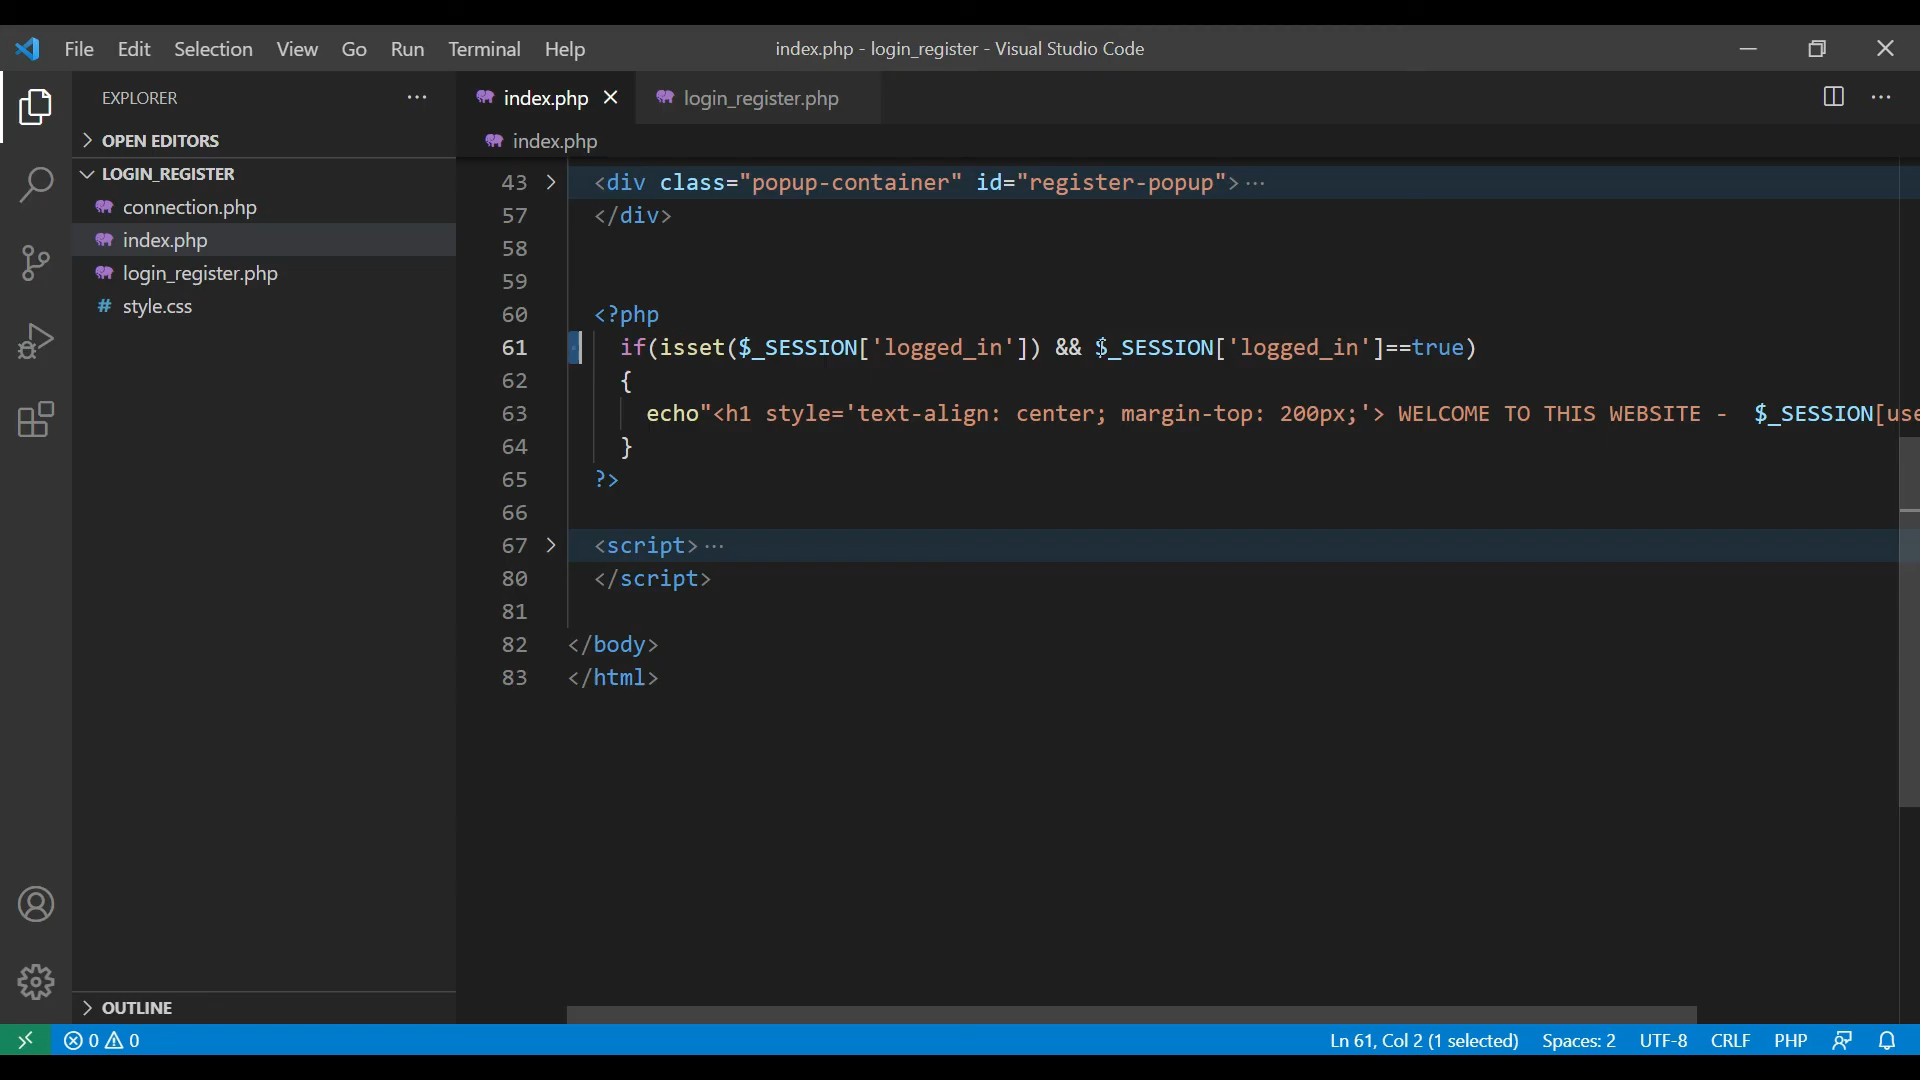 File Edit Selection View Go Run Terminal Help
index.php - login_register - Visual Studio Code
EXPLORER
OPEN EDITORS
LOGIN_REGISTER
connection.php
index.php
login_register.php
# style.css
OUTLINE
index.php
login_register.php
index.php
43 <div class="popup-container" id="register-popup">···
57 </div>
58
59
60 <?php
61 if(isset($_SESSION['logged_in']) && $_SESSION['logged_in']==true)
62 {
63 echo"<h1 style='text-align: center; margin-top: 200px;'> WELCOME TO THIS WEBSITE - $_SESSION[use
64 }
65 ?>
66
67 <script>···
80 </script>
81
82 </body>
83 </html>
0 0
Ln 61, Col 2 (1 selected) Spaces: 2 UTF-8 CRLF PHP